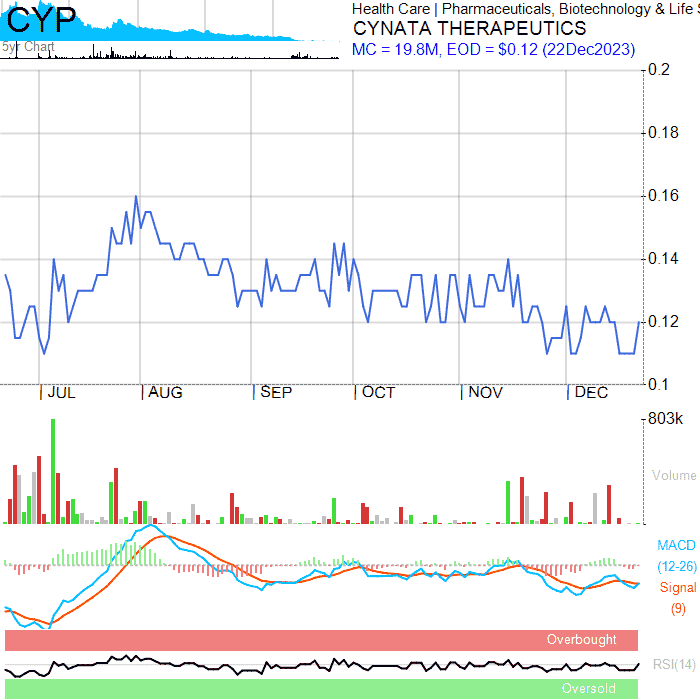 CYP
5yr Chart
Health Care | Pharmaceuticals, Biotechnology & Life S
CYNATA THERAPEUTICS
MC = 19.8M, EOD = $0.12 (22Dec2023)
0.2
0.18
0.16
0.14
0.12
0.1
| JUL | AUG | SEP | OCT | NOV | DEC
803k
Volume
MACD
(12-26)
Signal
(9)
Overbought
RSI(14)
Oversold